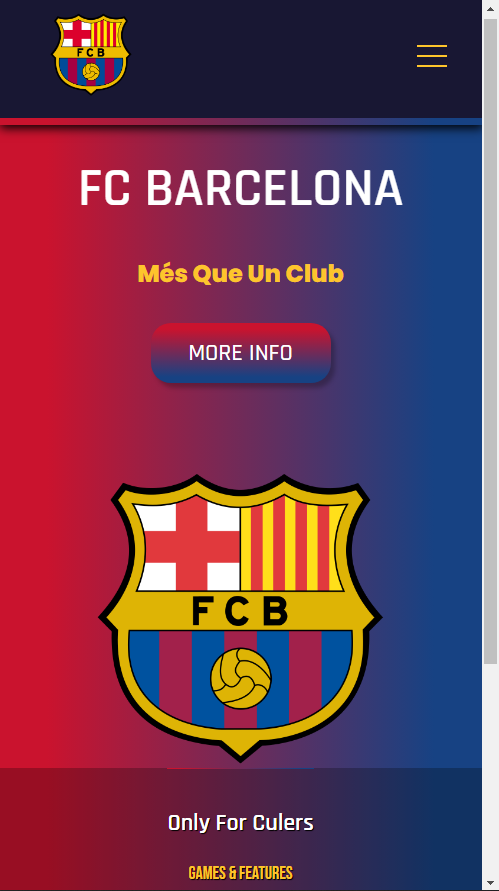 FCB
FC BARCELONA
Més Que Un Club
MORE INFO
FCB
Only For Culers
GAMES & FEATURES